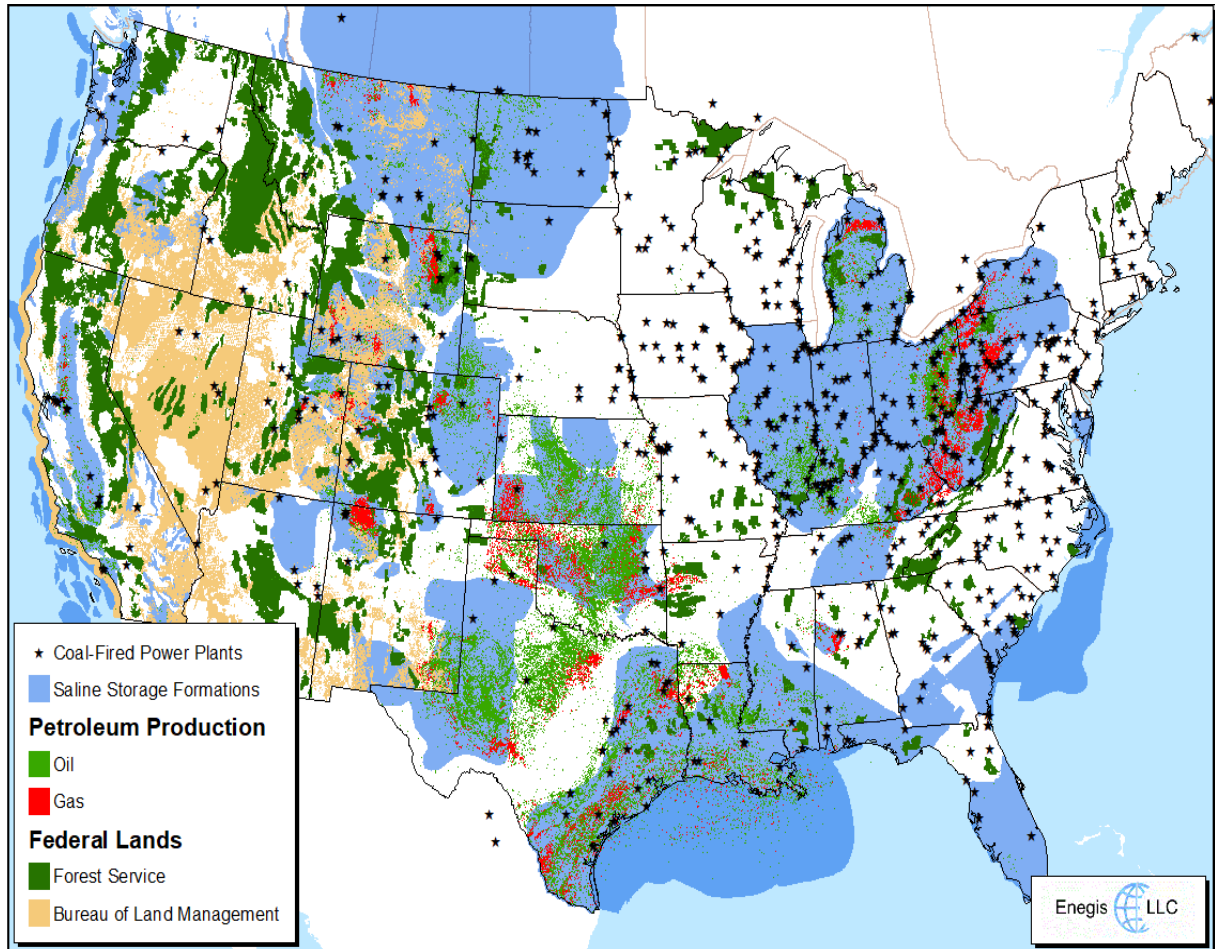 Coal-Fired Power Plants
Saline Storage Formations
Petroleum Production
Oil
Gas
Federal Lands
Forest Service
Bureau of Land Management
Enegis LLC